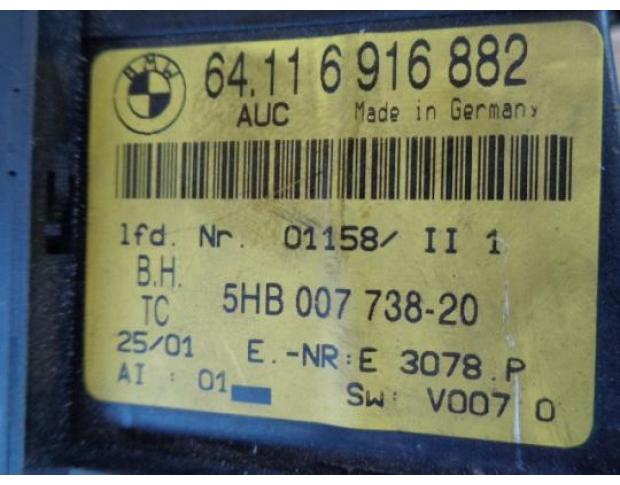 BMW
64.11 6 916 882
AUC Made in Germany
lfd. Nr. 01158/ II 1
B.H.
TC 5HB 007 738-20
25/01 E.-NR:E 3078.P
AI : 01 Sw: V007 0